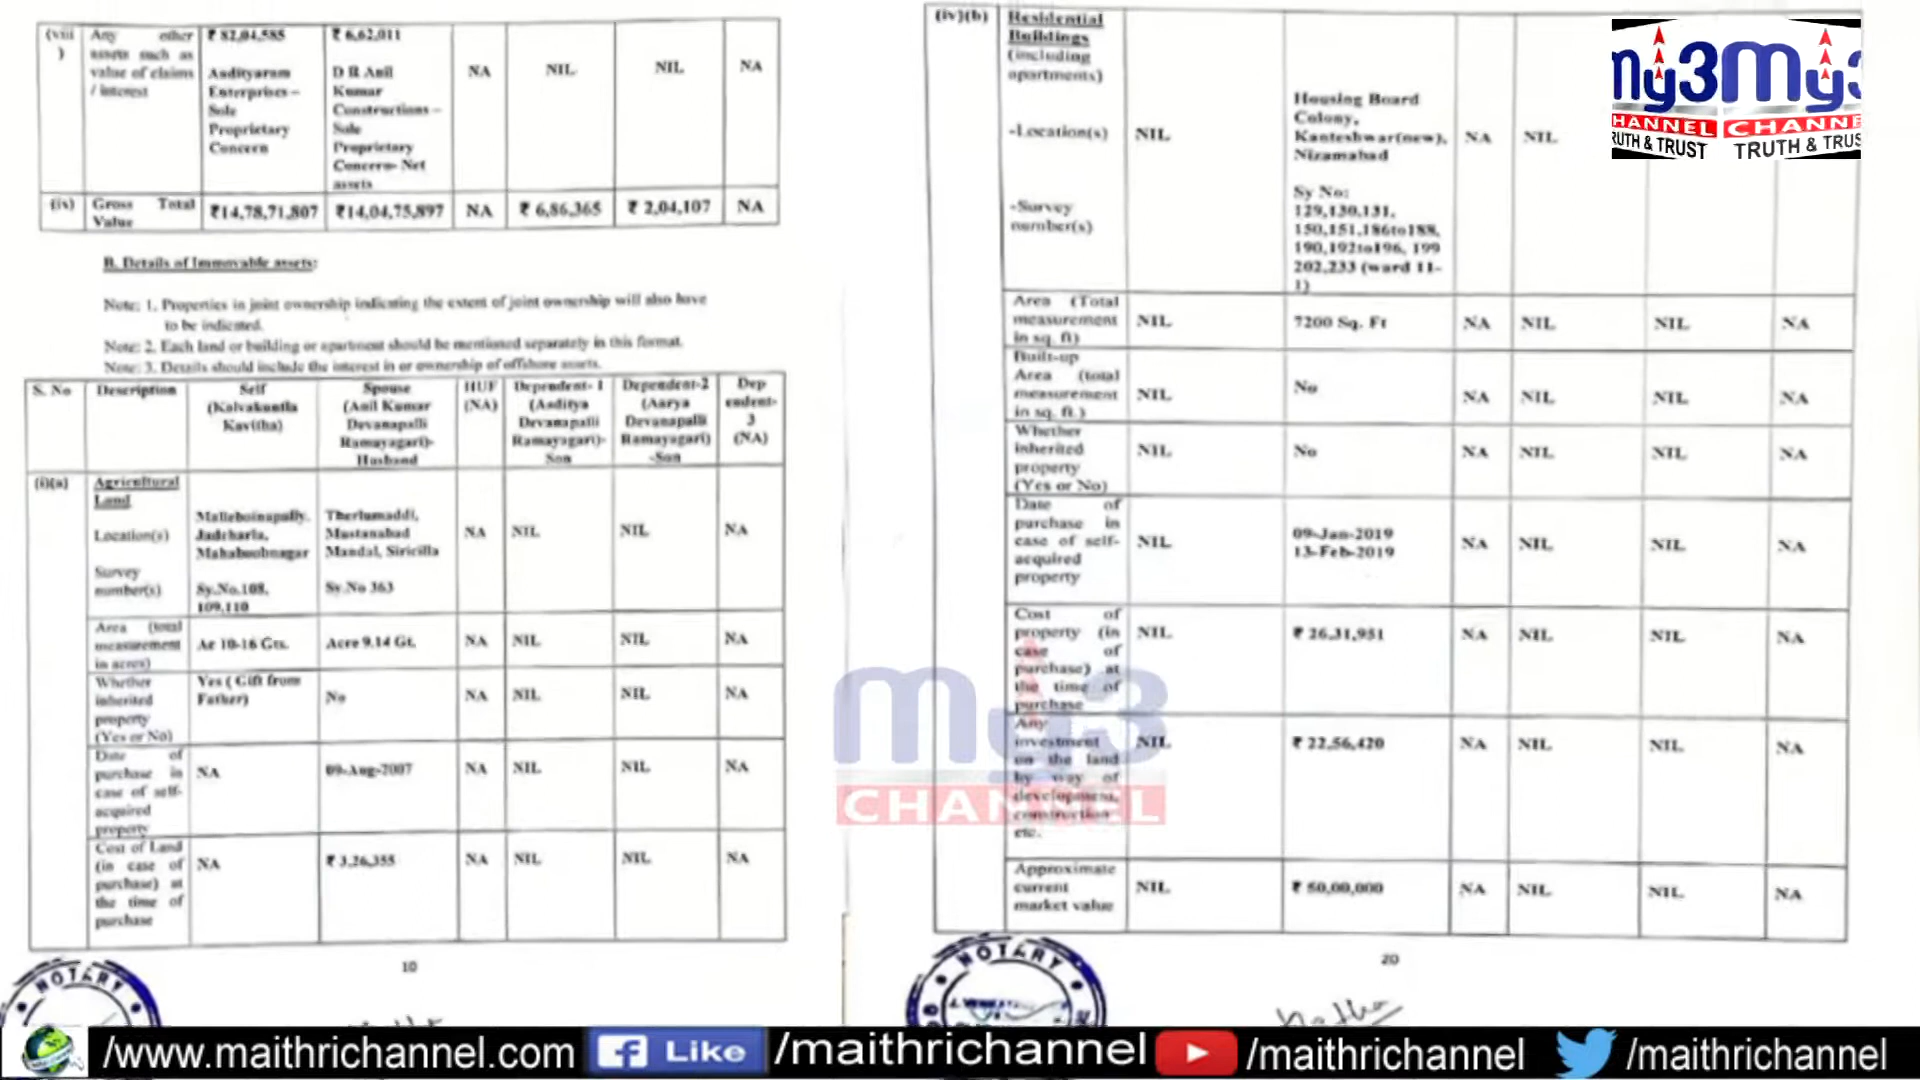 (viii
)
Any other
assets such as
value of claims
/ interest
₹ 82,04,585
Aadityaram
Enterprises –
Sole
Proprietary
Concern
₹ 6,62,011
D R Anil
Kumar
Constructions –
Sole
Proprietary
Concern- Net
assets
NA
NIL
NIL
NA
Gross Total
Value
₹14,78,71,807
₹14,04,75,897
NA
₹ 6,86,365
₹ 2,04,107
NA
B. Details of Immovable assets:
Note: 1. Properties in joint ownership indicating the extent of joint ownership will also have
to be indicated.
Note: 2. Each land or building or apartment should be mentioned separately in this format.
Note: 3. Details should include the interest in or ownership of offshore assets.
S. No
Description
Self
(Kalvakuntla
Kavitha)
Spouse
(Anil Kumar
Devanapalli
Ramayagari)-
Husband
HUF
(NA)
Dependent- 1
(Aaditya
Devanapalli
Ramayagari)-
Son
Dependent-2
(Aarya
Devanapalli
Ramayagari)
-Son
Dep
endent-
3
(NA)
(i)(a)
Agricultural
Land
Location(s)
Survey
number(s)
Malleboinapally,
Jadcharla,
Mahaboobnagar
Sy.No.108,
109,110
Therlumaddi,
Mustanabad
Mandal, Siricilla
Sy.No 363
NA
NIL
NIL
NA
Area (total
measurement
in acres)
Ac 10-16 Gts.
Acre 9.14 Gt.
NA
NIL
NIL
NA
Whether
inherited
property
(Yes or No)
Yes ( Gift from
Father)
No
NA
NIL
NIL
NA
Date of
purchase in
case of self-
acquired
property
NA
09-Aug-2007
NA
NIL
NIL
NA
Cost of Land
(in case of
purchase) at
the time of
purchase
NA
₹ 3,26,355
NA
NIL
NIL
NA
10
NOTARY
(iv)(b)
Residential
Buildings
(including
apartments)
-Location(s)
-Survey
number(s)
NIL
Housing Board
Colony,
Kanteshwar(new),
Nizamabad
Sy No:
129,130,131,
150,151,186to188,
190,192to196, 199
202,233 (ward 11-
1)
NA
NIL
Area (Total
measurement
in sq. ft)
NIL
7200 Sq. Ft
NA
NIL
NIL
NA
Built-up
Area (total
measurement
in sq. ft.)
NIL
No
NA
NIL
NIL
NA
Whether
inherited
property
(Yes or No)
NIL
No
NA
NIL
NIL
NA
Date of
purchase in
case of self-
acquired
property
NIL
09-Jan-2019
13-Feb-2019
NA
NIL
NIL
NA
Cost of
property (in
case of
purchase) at
the time of
purchase
NIL
₹ 26,31,951
NA
NIL
NIL
NA
Any
investment
on the land
by way of
development,
construction
etc.
NIL
₹ 22,56,420
NA
NIL
NIL
NA
Approximate
current
market value
NIL
₹ 50,00,000
NA
NIL
NIL
NA
20
NOTARY
my3
CHANNEL
my3 my3
CHANNEL CHANNEL
RUTH & TRUST TRUTH & TRUS
/www.maithrichannel.com
f Like
/maithrichannel
/maithrichannel
/maithrichannel